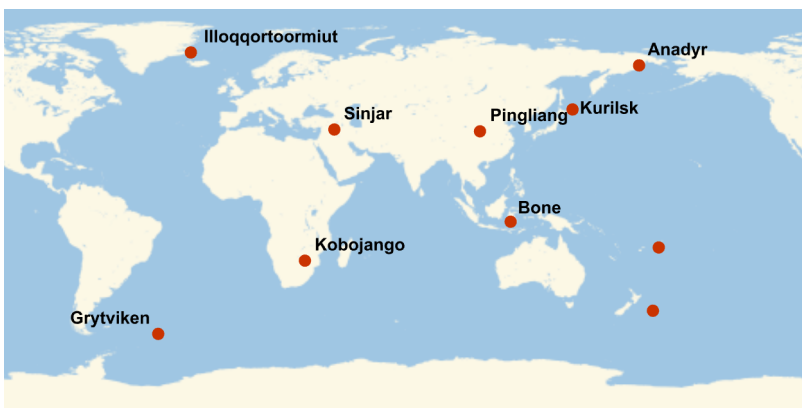 Illoqqortoormiut
Anadyr
Sinjar
Pingliang
Kurilsk
Bone
Kobojango
Grytviken